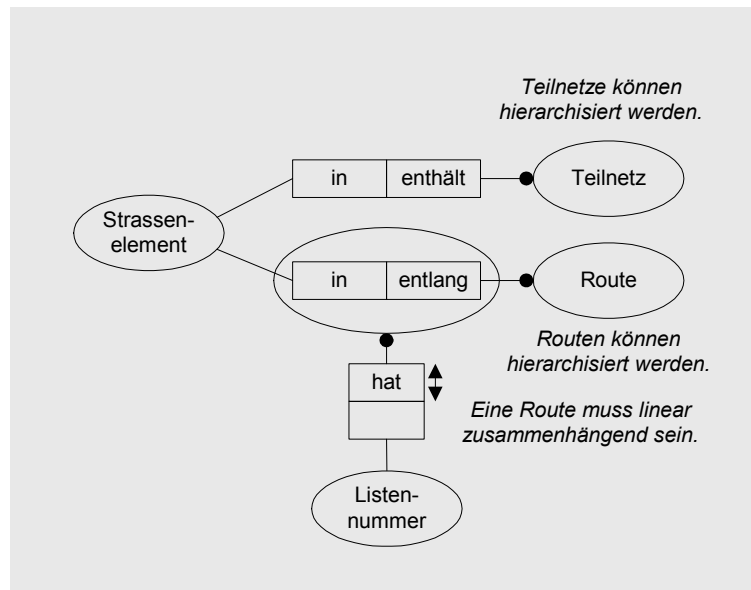 Teilnetze können
hierarchisiert werden.
in
enthält
Teilnetz
Strassen-
element
in
entlang
Route
Routen können
hierarchisiert werden.
hat
Eine Route muss linear
zusammenhängend sein.
Listen-
nummer